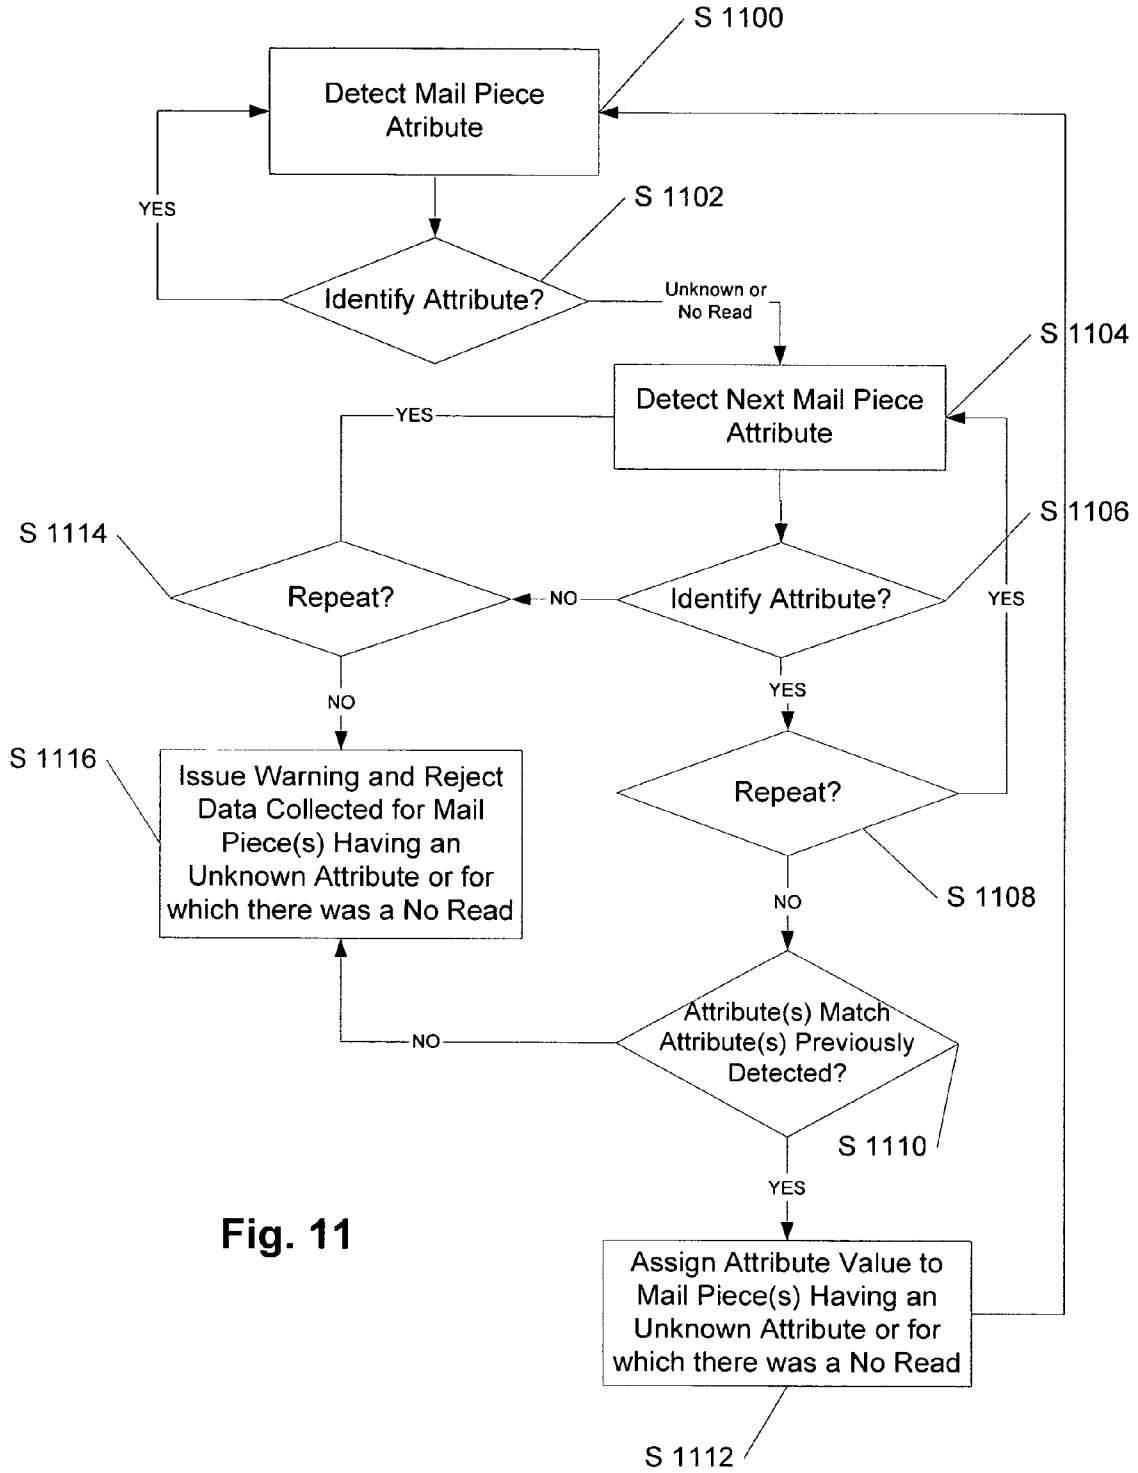 S 1100
Detect Mail Piece
Atribute
YES
S 1102
Identify Attribute?
Unknown or
No Read
S 1104
Detect Next Mail Piece
Attribute
YES
S 1106
S 1114
Repeat?
NO
Identify Attribute?
YES
YES
NO
S 1116
Issue Warning and Reject
Data Collected for Mail
Piece(s) Having an
Unknown Attribute or for
which there was a No Read
Repeat?
S 1108
NO
Attribute(s) Match
Attribute(s) Previously
Detected?
NO
S 1110
YES
Fig. 11
Assign Attribute Value to
Mail Piece(s) Having an
Unknown Attribute or for
which there was a No Read
S 1112